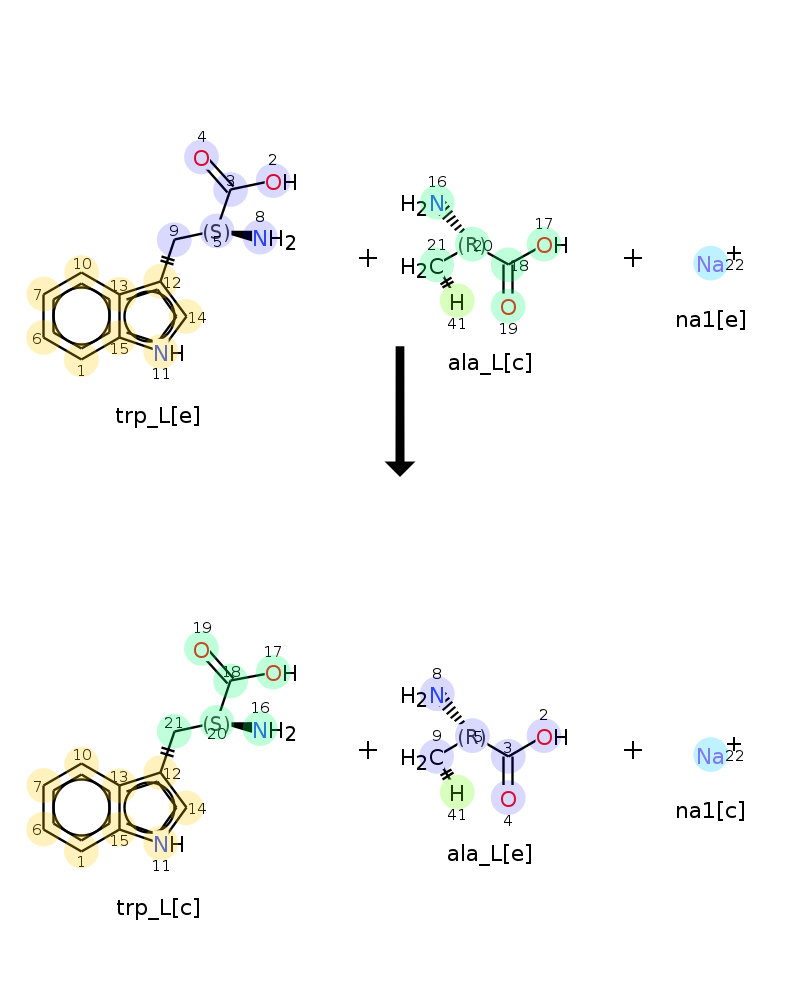 4
O
3
2
OH
(S)
5
8
NH2
9
10
7
13
12
14
6
15
NH
11
1
trp_L[e]
+
16
H2N
(R)
20
17
OH
21
H2C
18
H
41
O
19
ala_L[c]
+
Na+
22
na1[e]
19
O
18
17
OH
(S)
20
16
NH2
21
10
7
13
12
14
6
15
NH
11
1
trp_L[c]
+
8
H2N
(R)
5
2
OH
9
H2C
3
H
41
O
4
ala_L[e]
+
Na+
22
na1[c]